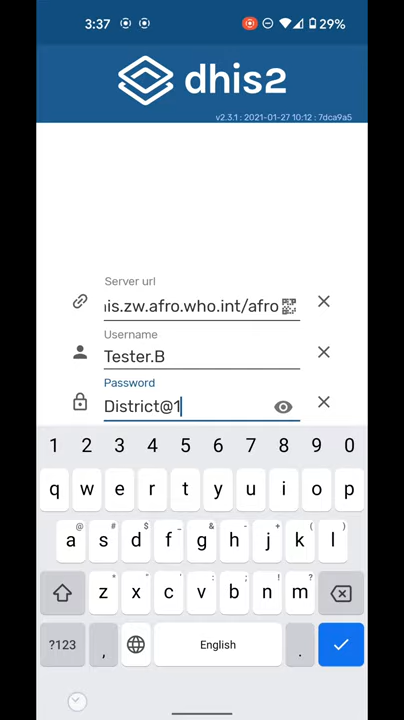 3:37
29%
dhis2
v2.3.1 : 2021-01-27 10:12 : 7dca9a5
Server url
is.zw.afro.who.int/afro
Username
Tester.B
Password
District@1
1 2 3 4 5 6 7 8 9 0
q w e r t y u i o p
@ # $ _ & - + ( )
a s d f g h j k l
* " ' : ; ! ?
z x c v b n m
?123 , English .